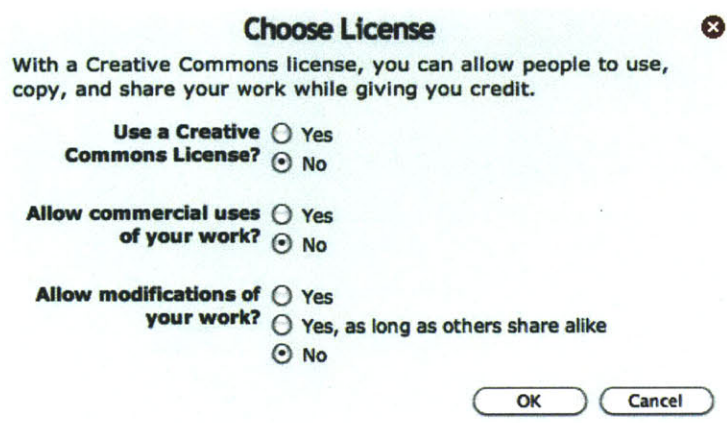 Choose License
With a Creative Commons license, you can allow people to use,
copy, and share your work while giving you credit.
Use a Creative
Commons License?
Yes
No
Allow commercial uses
of your work?
Yes
No
Allow modifications of
your work?
Yes
Yes, as long as others share alike
No
OK
Cancel